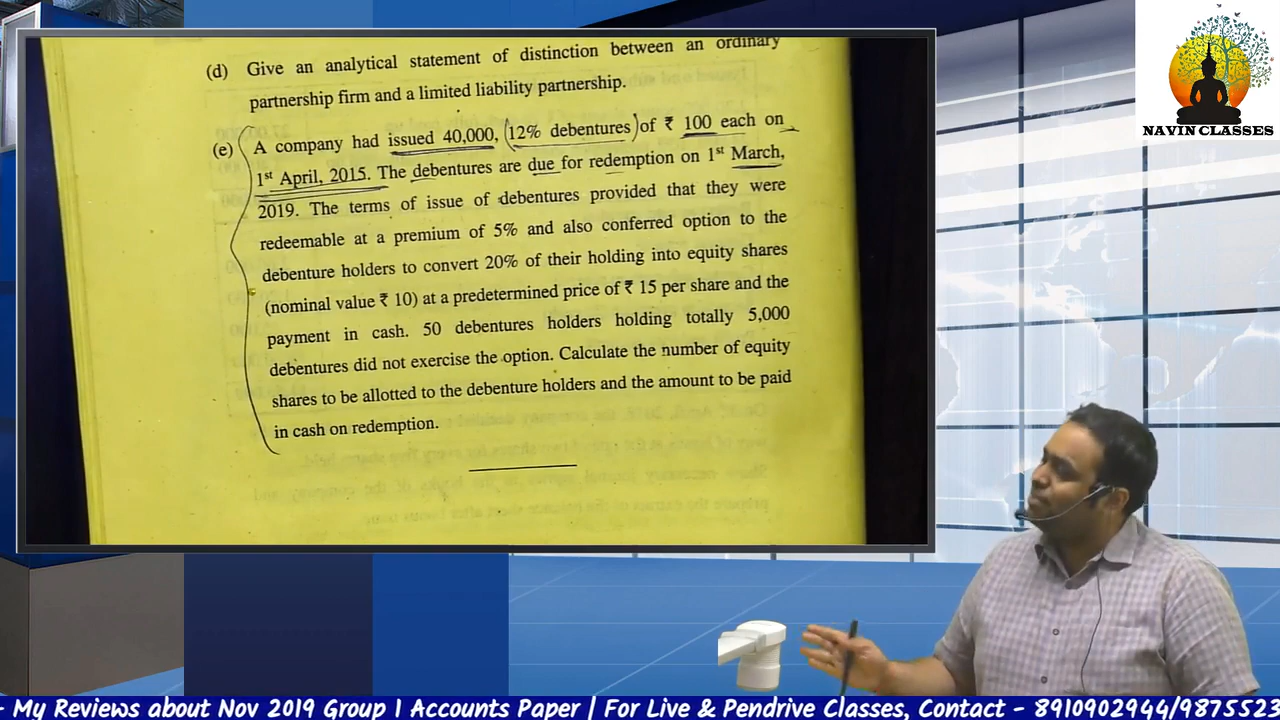 (d) Give an analytical statement of distinction between an ordinary
partnership firm and a limited liability partnership.
(e) A company had issued 40,000, 12% debentures of ₹ 100 each on
1st April, 2015. The debentures are due for redemption on 1st March,
2019. The terms of issue of debentures provided that they were
redeemable at a premium of 5% and also conferred option to the
debenture holders to convert 20% of their holding into equity shares
(nominal value ₹ 10) at a predetermined price of ₹ 15 per share and the
payment in cash. 50 debentures holders holding totally 5,000
debentures did not exercise the option. Calculate the number of equity
shares to be allotted to the debenture holders and the amount to be paid
in cash on redemption.
NAVIN CLASSES
- My Reviews about Nov 2019 Group 1 Accounts Paper | For Live & Pendrive Classes, Contact - 8910902944/9875523